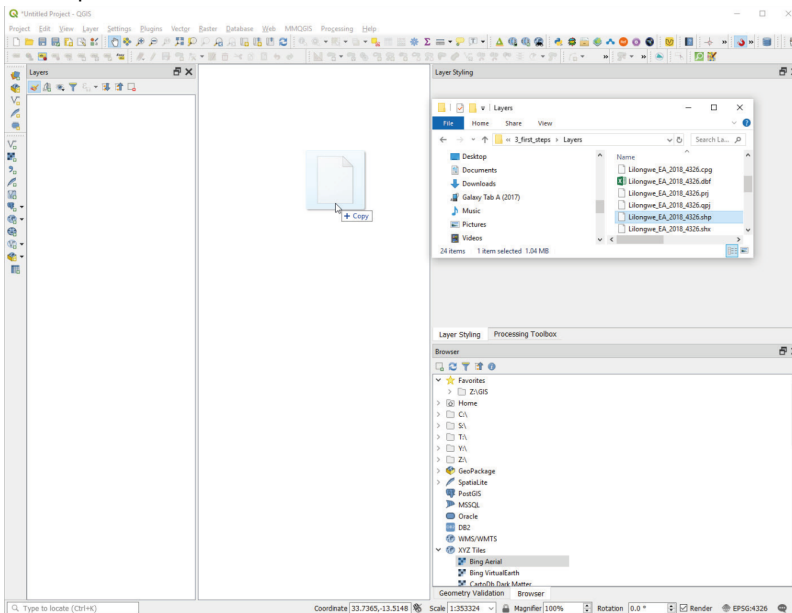 *Untitled Project - QGIS
Project Edit View Layer Settings Plugins Vector Raster Database Web MMQGIS Processing Help
Layers
Layer Styling
Layers
File Home Share View
« 3_first_steps > Layers
Search La...
Desktop
Documents
Downloads
Galaxy Tab A (2017)
Music
Pictures
Videos
Name
Lilongwe_EA_2018_4326.cpg
Lilongwe_EA_2018_4326.dbf
Lilongwe_EA_2018_4326.prj
Lilongwe_EA_2018_4326.qpj
Lilongwe_EA_2018_4326.shp
Lilongwe_EA_2018_4326.shx
24 items 1 item selected 1.04 MB
+ Copy
Layer Styling Processing Toolbox
Browser
Favorites
Z:\GIS
Home
C:\
S:\
T:\
Y:\
Z:\
GeoPackage
SpatiaLite
PostGIS
MSSQL
Oracle
DB2
WMS/WMTS
XYZ Tiles
Bing Aerial
Bing VirtualEarth
CartoDb Dark Matter
Geometry Validation Browser
Type to locate (Ctrl+K) Coordinate 33.7365,-13.5148 Scale 1:353324 Magnifier 100% Rotation 0.0 ° Render EPSG:4326